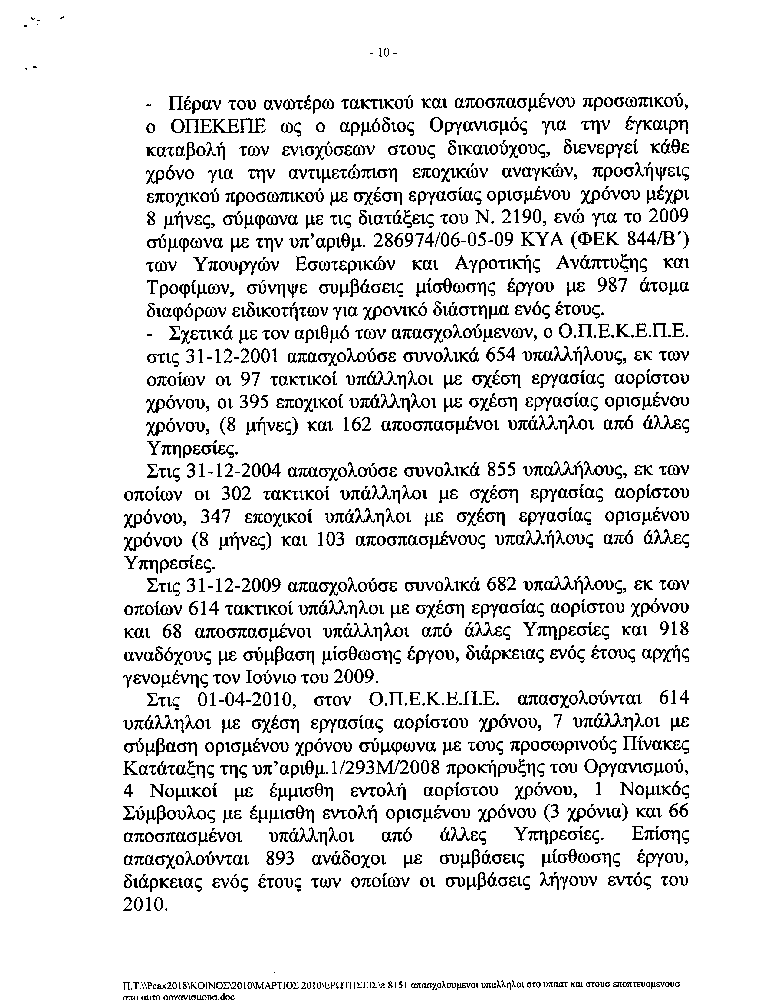 - 10 -
- Πέραν του ανωτέρω τακτικού και αποσπασμένου προσωπικού,
ο ΟΠΕΚΕΠΕ ως ο αρμόδιος Οργανισμός για την έγκαιρη
καταβολή των ενισχύσεων στους δικαιούχους, διενεργεί κάθε
χρόνο για την αντιμετώπιση εποχικών αναγκών, προσλήψεις
εποχικού προσωπικού με σχέση εργασίας ορισμένου χρόνου μέχρι
8 μήνες, σύμφωνα με τις διατάξεις του Ν. 2190, ενώ για το 2009
σύμφωνα με την υπ’αριθμ. 286974/06-05-09 ΚΥΑ (ΦΕΚ 844/Β΄)
των Υπουργών Εσωτερικών και Αγροτικής Ανάπτυξης και
Τροφίμων, σύνηψε συμβάσεις μίσθωσης έργου με 987 άτομα
διαφόρων ειδικοτήτων για χρονικό διάστημα ενός έτους.
- Σχετικά με τον αριθμό των απασχολούμενων, ο Ο.Π.Ε.Κ.Ε.Π.Ε.
στις 31-12-2001 απασχολούσε συνολικά 654 υπαλλήλους, εκ των
οποίων οι 97 τακτικοί υπάλληλοι με σχέση εργασίας αορίστου
χρόνου, οι 395 εποχικοί υπάλληλοι με σχέση εργασίας ορισμένου
χρόνου, (8 μήνες) και 162 αποσπασμένοι υπάλληλοι από άλλες
Υπηρεσίες.
Στις 31-12-2004 απασχολούσε συνολικά 855 υπαλλήλους, εκ των
οποίων οι 302 τακτικοί υπάλληλοι με σχέση εργασίας αορίστου
χρόνου, 347 εποχικοί υπάλληλοι με σχέση εργασίας ορισμένου
χρόνου (8 μήνες) και 103 αποσπασμένους υπαλλήλους από άλλες
Υπηρεσίες.
Στις 31-12-2009 απασχολούσε συνολικά 682 υπαλλήλους, εκ των
οποίων 614 τακτικοί υπάλληλοι με σχέση εργασίας αορίστου χρόνου
και 68 αποσπασμένοι υπάλληλοι από άλλες Υπηρεσίες και 918
αναδόχους με σύμβαση μίσθωσης έργου, διάρκειας ενός έτους αρχής
γενομένης τον Ιούνιο του 2009.
Στις 01-04-2010, στον Ο.Π.Ε.Κ.Ε.Π.Ε. απασχολούνται 614
υπάλληλοι με σχέση εργασίας αορίστου χρόνου, 7 υπάλληλοι με
σύμβαση ορισμένου χρόνου σύμφωνα με τους προσωρινούς Πίνακες
Κατάταξης της υπ’αριθμ.1/293Μ/2008 προκήρυξης του Οργανισμού,
4 Νομικοί με έμμισθη εντολή αορίστου χρόνου, 1 Νομικός
Σύμβουλος με έμμισθη εντολή ορισμένου χρόνου (3 χρόνια) και 66
αποσπασμένοι υπάλληλοι από άλλες Υπηρεσίες. Επίσης
απασχολούνται 893 ανάδοχοι με συμβάσεις μίσθωσης έργου,
διάρκειας ενός έτους των οποίων οι συμβάσεις λήγουν εντός του
2010.
Π.Τ.\\Pcax2018\ΚΟΙΝΟΣ\2010\ΜΑΡΤΙΟΣ 2010\ΕΡΩΤΗΣΕΙΣ\ε 8151 απασχολουμενοι υπαλληλοι στο υπαατ και στουσ εποπτευομενουσ
απο αυτο οργανισμουσ.doc